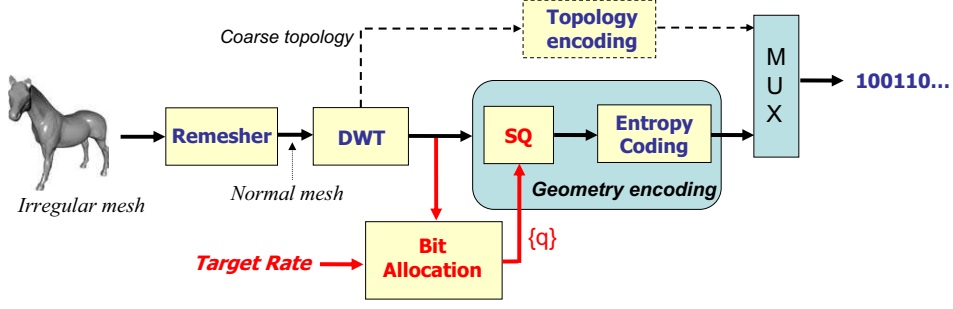 Topology
encoding
Coarse topology
M
U
X
100110...
Remesher
DWT
SQ
Entropy
Coding
Normal mesh
Geometry encoding
Irregular mesh
{q}
Bit
Allocation
Target Rate